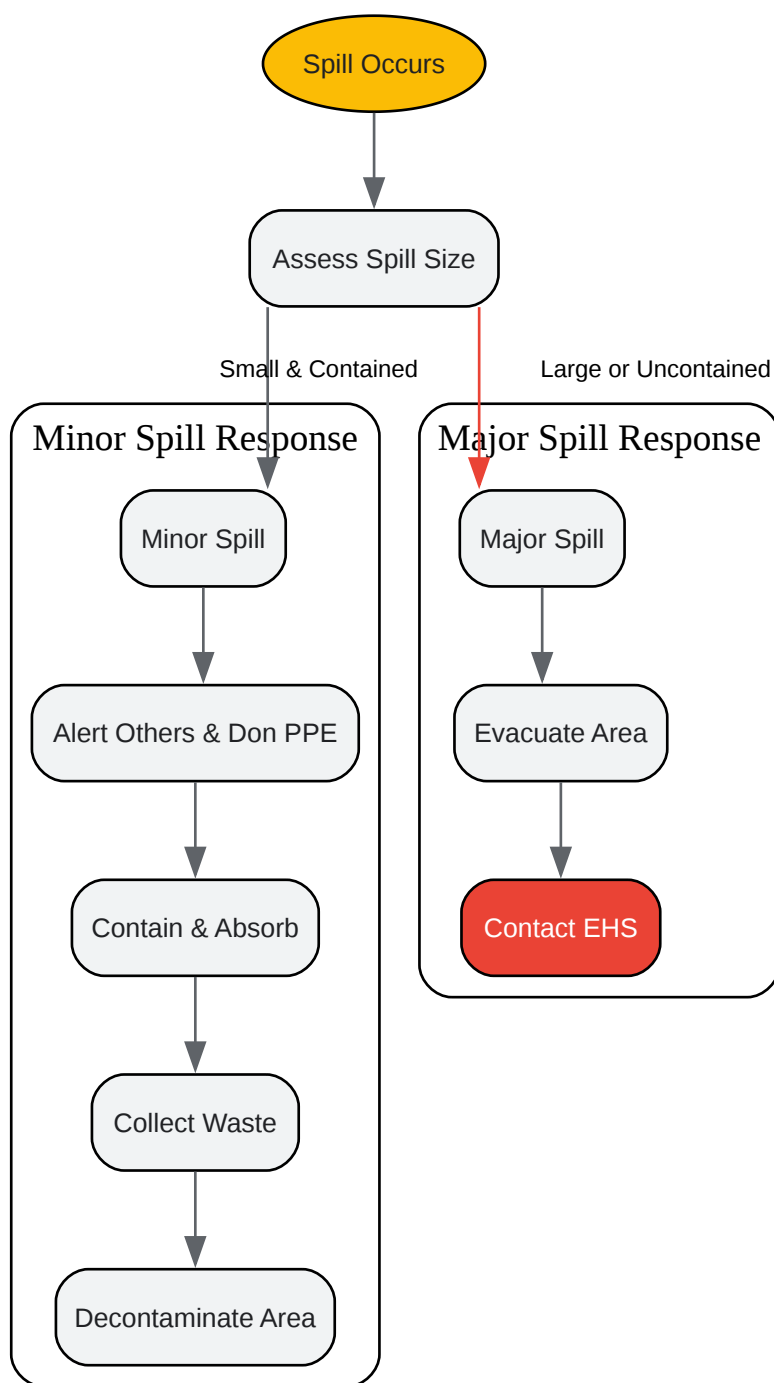 Spill Occurs
Assess Spill Size
Small & Contained
Large or Uncontained
Minor Spill Response
Major Spill Response
Minor Spill
Major Spill
Alert Others & Don PPE
Evacuate Area
Contain & Absorb
Contact EHS
Collect Waste
Decontaminate Area